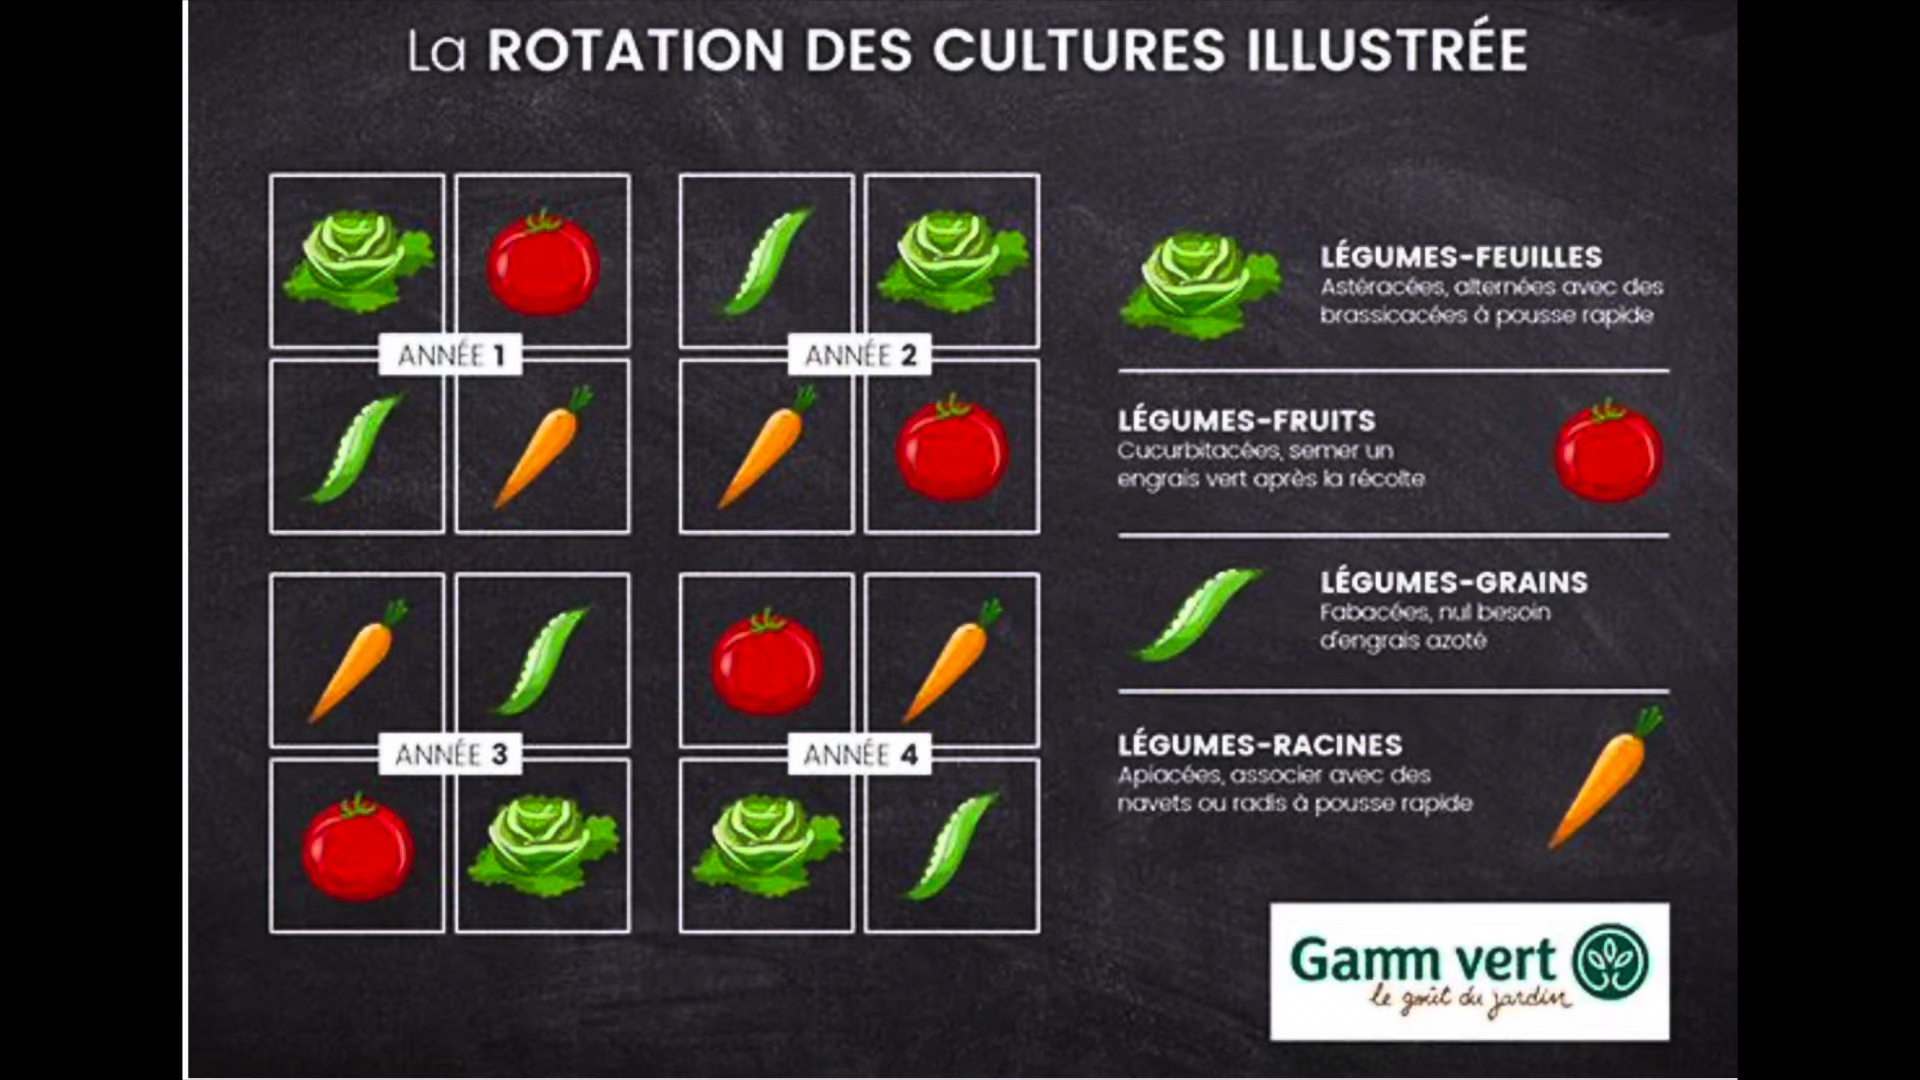 La ROTATION DES CULTURES ILLUSTRÉE
ANNÉE 1
ANNÉE 2
ANNÉE 3
ANNÉE 4
LÉGUMES-FEUILLES
Astéracées, alternées avec des
brassicacées à pousse rapide
LÉGUMES-FRUITS
Cucurbitacées, semer un
engrais vert après la récolte
LÉGUMES-GRAINS
Fabacées, nul besoin
d'engrais azoté
LÉGUMES-RACINES
Apiacées, associer avec des
navets ou radis à pousse rapide
Gamm vert
le goût du jardin